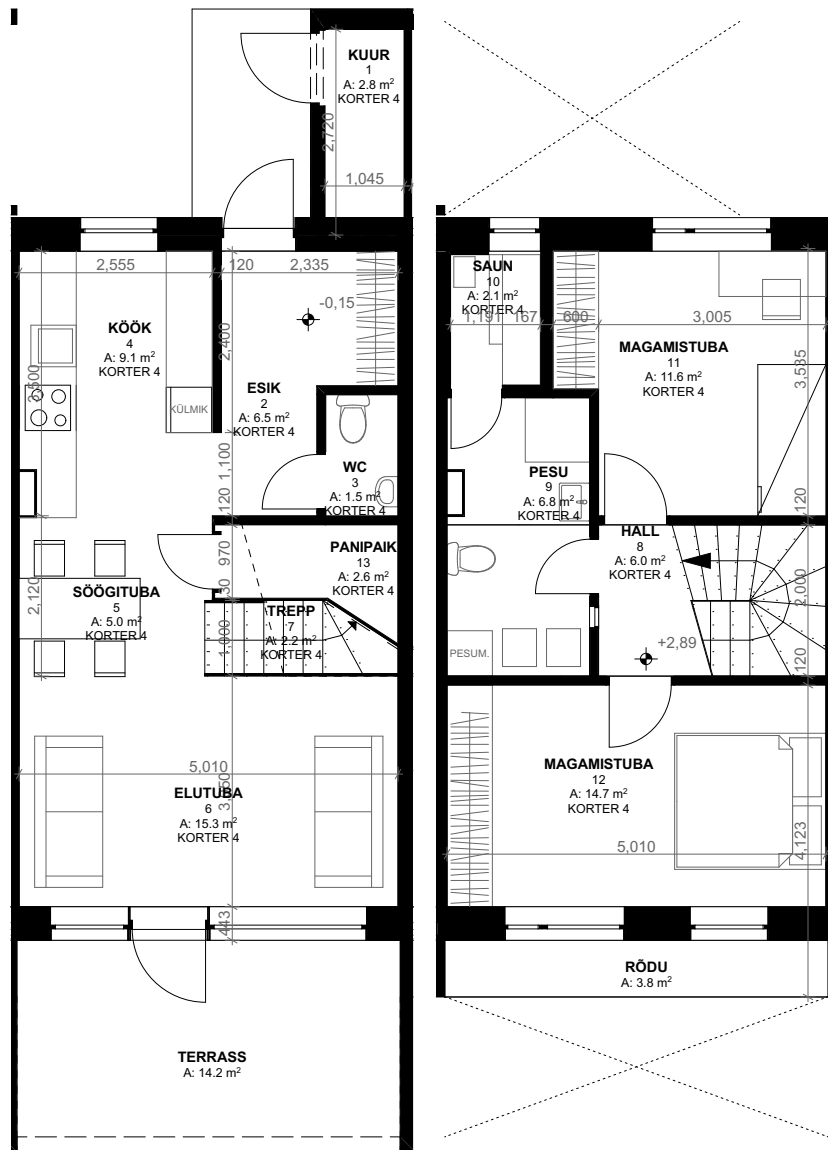 KUUR
1
A: 2.8 m²
KORTER 4
2,720
1,045
2,555
120
2,335
-0,15
KÖÖK
4
A: 9.1 m²
KORTER 4
2,400
3,500
KÜLMIK
ESIK
2
A: 6.5 m²
KORTER 4
1,100
WC
3
A: 1.5 m²
KORTER 4
120
PANIPAIK
13
A: 2.6 m²
KORTER 4
970
2,120
SÖÖGITUBA
5
A: 5.0 m²
KORTER 4
TREPP
7
A: 2.2 m²
KORTER 4
5,010
ELUTUBA
6
A: 15.3 m²
KORTER 4
443
TERRASS
A: 14.2 m²
SAUN
10
A: 2.1 m²
KORTER 4
1,191
167
600
3,005
MAGAMISTUBA
11
A: 11.6 m²
KORTER 4
3,535
PESU
9
A: 6.8 m²
KORTER 4
120
HALL
8
A: 6.0 m²
KORTER 4
2,000
PESUM.
+2,89
120
MAGAMISTUBA
12
A: 14.7 m²
KORTER 4
5,010
4,123
RÕDU
A: 3.8 m²